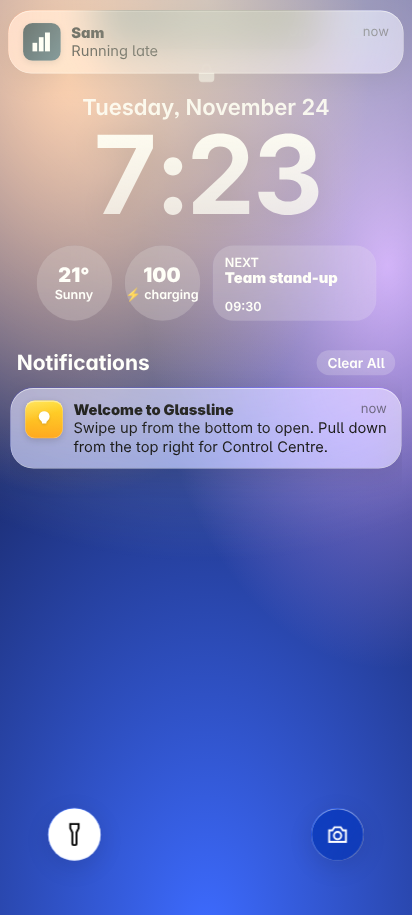 Sam
now
Running late
Tuesday, November 24
7:23
21°
Sunny
100
⚡ charging
NEXT
Team stand-up
09:30
Notifications
Clear All
Welcome to Glassline
now
Swipe up from the bottom to open. Pull down
from the top right for Control Centre.